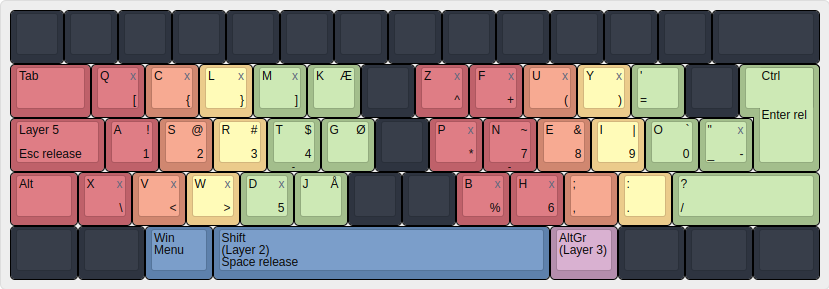 Tab Q x [ C x { L x } M x ] K Æ Z x ^ F x + U x ( Y x ) ' = Ctrl
Enter rel
Layer 5 Esc release A ! 1 S @ 2 R # 3 T $ 4 - G Ø P x * N ~ 7 - E & 8 I | 9 O ` 0 " x _ -
Alt X x \ V x < W x > D x 5 J Å B x % H x 6 ; , : . ? /
Win Menu Shift (Layer 2) Space release AltGr (Layer 3)